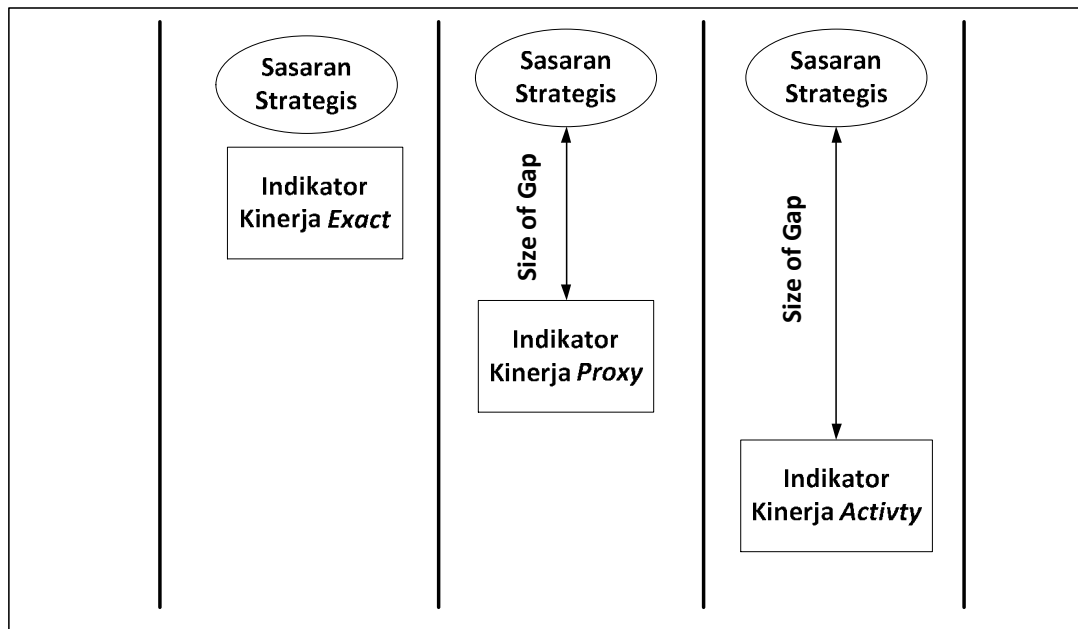 Sasaran
Strategis
Indikator
Kinerja Exact
Sasaran
Strategis
Size of Gap
Indikator
Kinerja Proxy
Sasaran
Strategis
Size of Gap
Indikator
Kinerja Activty